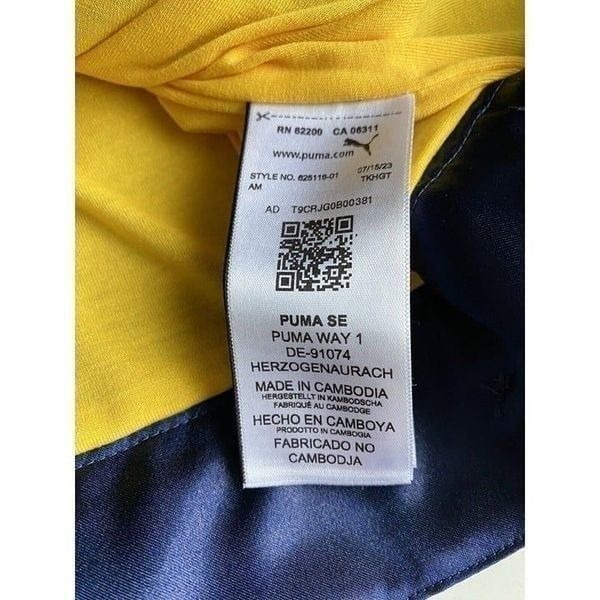 RN 62200 CA 06311
www.puma.com
STYLE NO. 625116-01 07/15/23
AM TKHGT
AD T9CRJG0B00381
PUMA SE
PUMA WAY 1
DE-91074
HERZOGENAURACH
MADE IN CAMBODIA
HERGESTELLT IN KAMBODSCHA
FABRIQUÉ AU CAMBODGE
HECHO EN CAMBOYA
PRODOTTO IN CAMBOGIA
FABRICADO NO
CAMBODJA